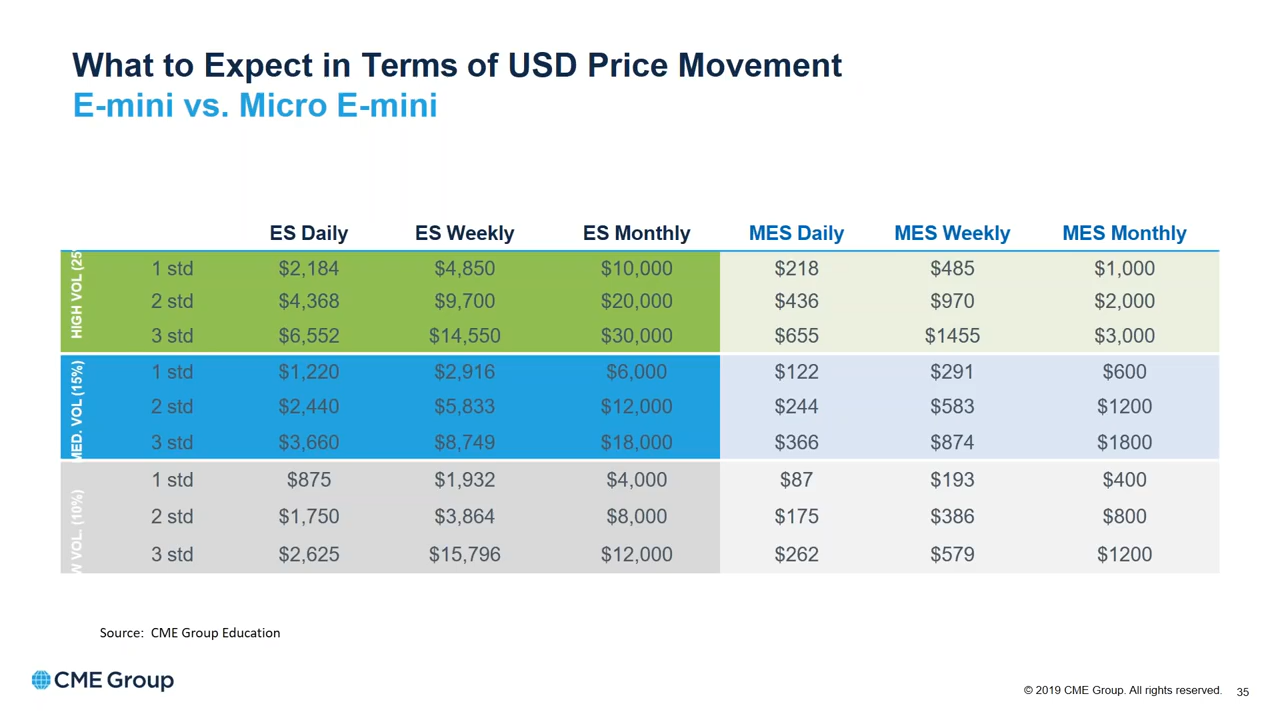 What to Expect in Terms of USD Price Movement
E-mini vs. Micro E-mini
ES Daily ES Weekly ES Monthly MES Daily MES Weekly MES Monthly
HIGH VOL (25
1 std $2,184 $4,850 $10,000 $218 $485 $1,000
2 std $4,368 $9,700 $20,000 $436 $970 $2,000
3 std $6,552 $14,550 $30,000 $655 $1455 $3,000
MED. VOL (15%)
1 std $1,220 $2,916 $6,000 $122 $291 $600
2 std $2,440 $5,833 $12,000 $244 $583 $1200
3 std $3,660 $8,749 $18,000 $366 $874 $1800
W VOL. (10%)
1 std $875 $1,932 $4,000 $87 $193 $400
2 std $1,750 $3,864 $8,000 $175 $386 $800
3 std $2,625 $15,796 $12,000 $262 $579 $1200
Source: CME Group Education
CME Group
© 2019 CME Group. All rights reserved. 35